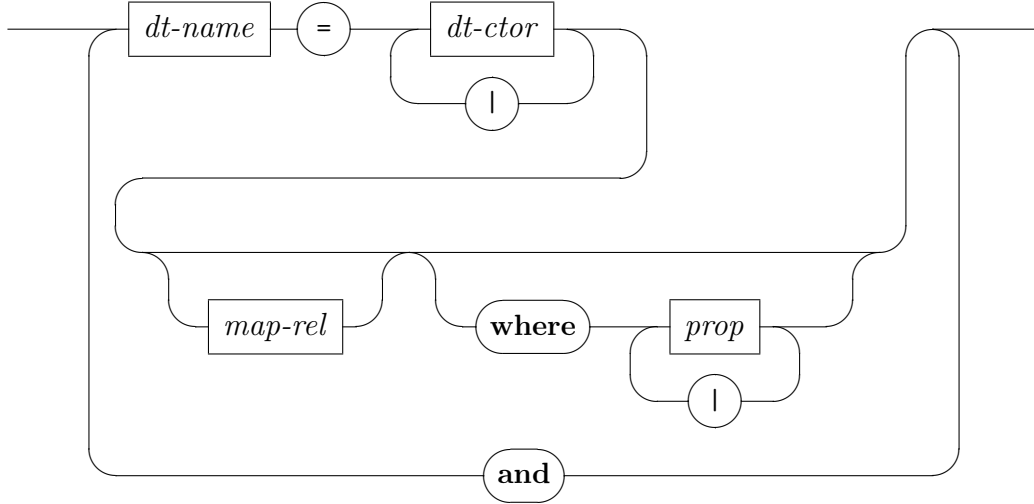 dt-name = dt-ctor
|
map-rel where prop
|
and